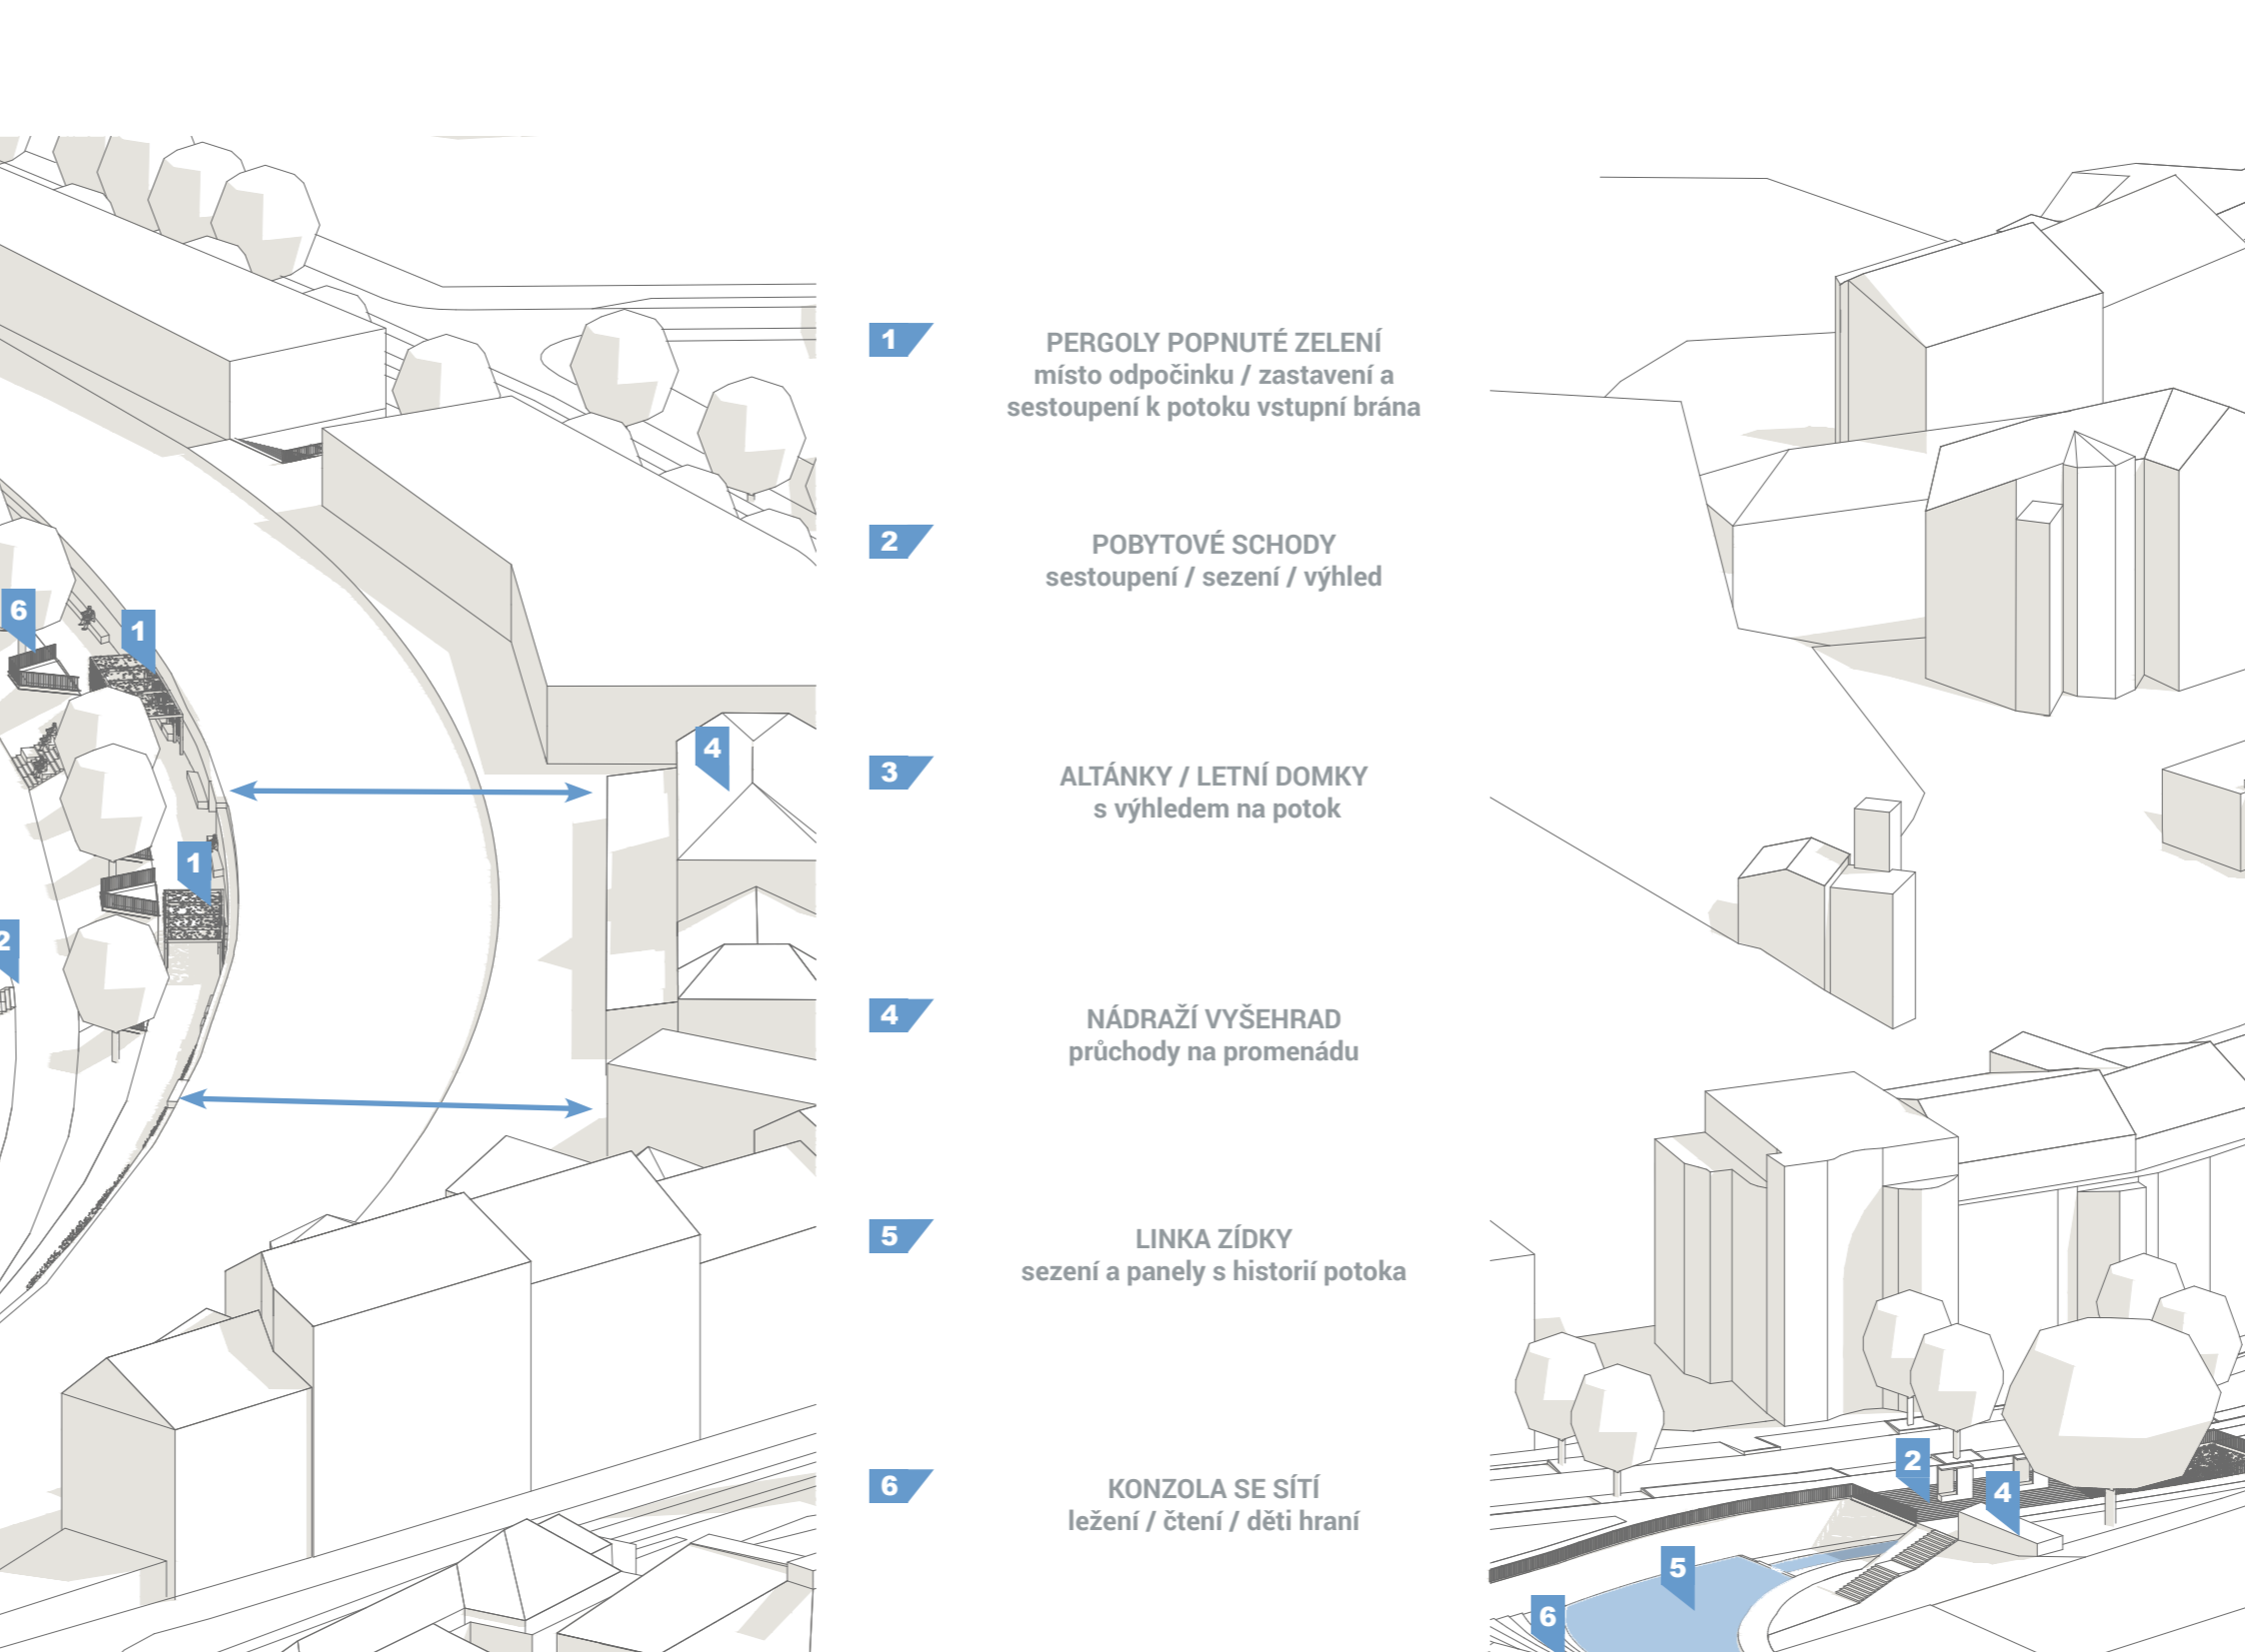 1
PERGOLY POPNUTÉ ZELENÍ
místo odpočinku / zastavení a
sestoupení k potoku vstupní brána
2
POBYTOVÉ SCHODY
sestoupení / sezení / výhled
3
ALTÁNKY / LETNÍ DOMKY
s výhledem na potok
4
NÁDRAŽÍ VYŠEHRAD
průchody na promenádu
5
LINKA ZÍDKY
sezení a panely s historií potoka
6
KONZOLA SE SÍTÍ
ležení / čtení / děti hraní
6
1
4
1
2
2
4
5
6